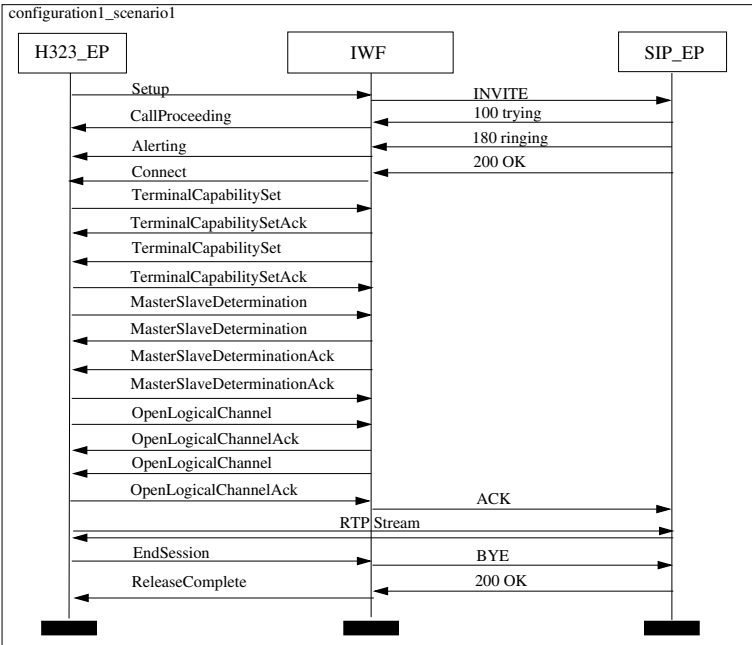 configuration1_scenario1
H323_EP IWF SIP_EP
Setup
INVITE
CallProceeding
100 trying
Alerting
180 ringing
Connect
200 OK
TerminalCapabilitySet
TerminalCapabilitySetAck
TerminalCapabilitySet
TerminalCapabilitySetAck
MasterSlaveDetermination
MasterSlaveDetermination
MasterSlaveDeterminationAck
MasterSlaveDeterminationAck
OpenLogicalChannel
OpenLogicalChannelAck
OpenLogicalChannel
OpenLogicalChannelAck
ACK
RTP Stream
EndSession
BYE
ReleaseComplete
200 OK